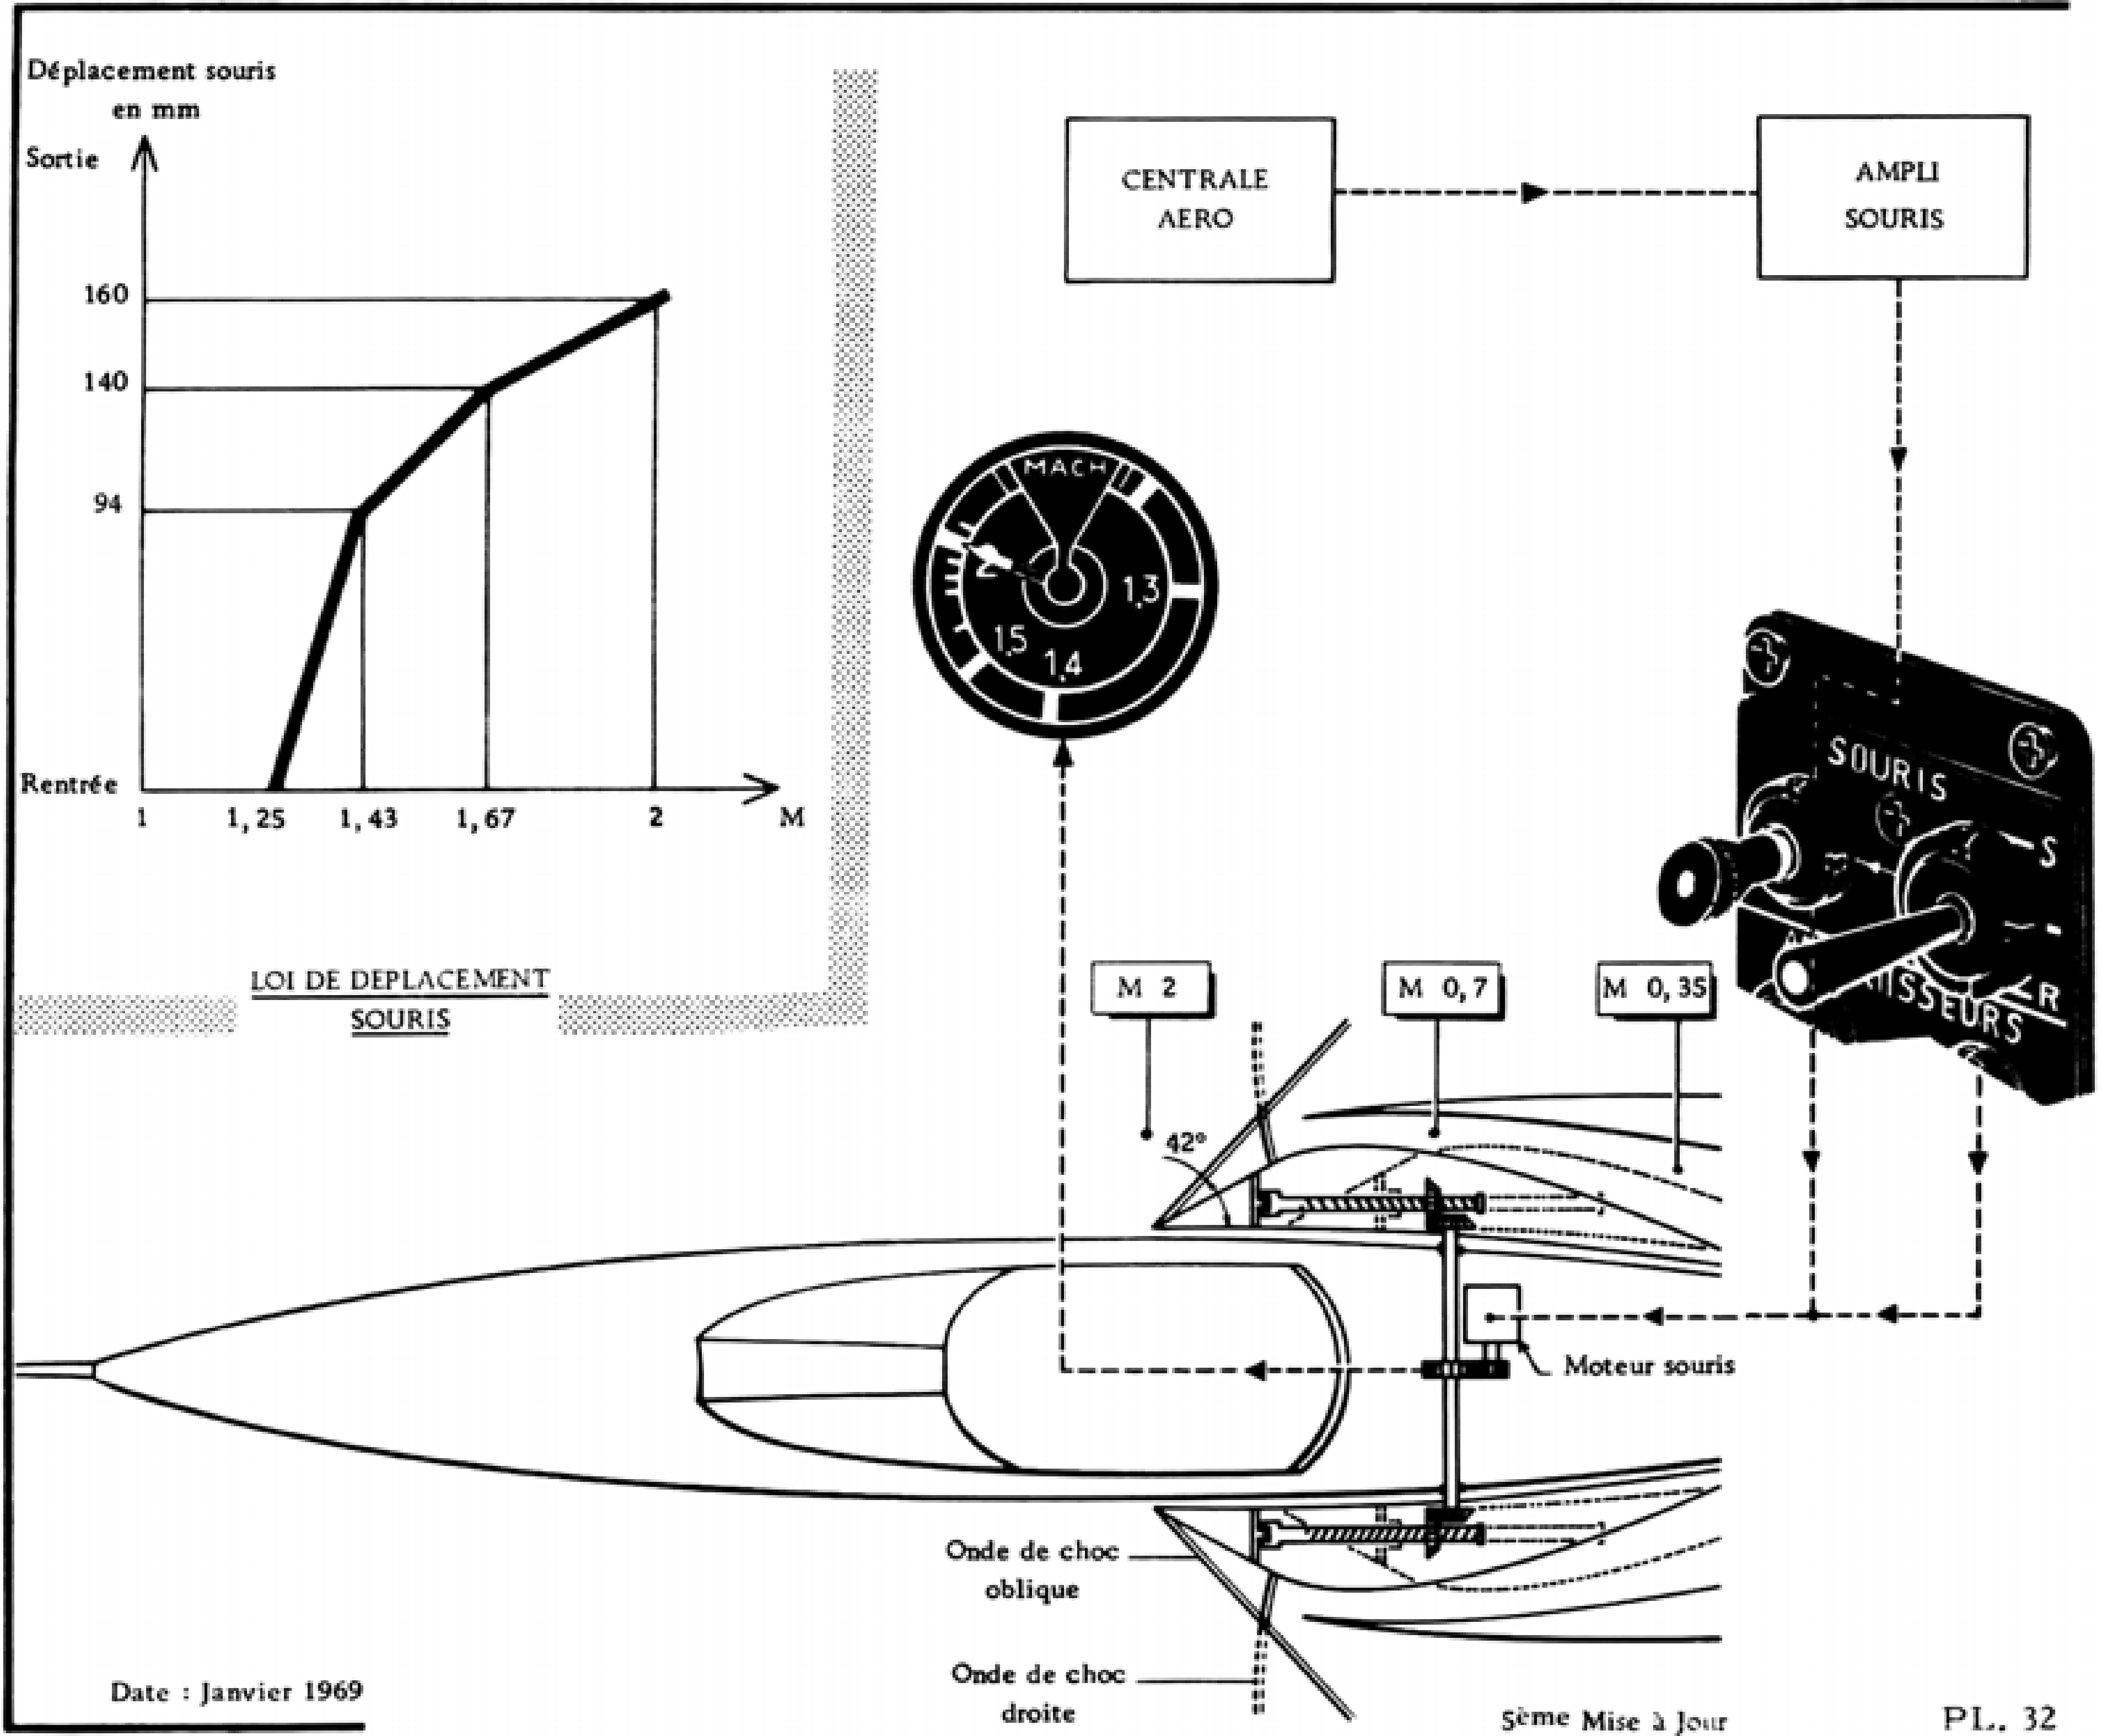 Déplacement souris
en mm
Sortie
160
140
94
Rentrée
1
1,25
1,43
1,67
2
M
LOI DE DEPLACEMENT
SOURIS
CENTRALE
AERO
AMPLI
SOURIS
MACH
2
1,3
1,5
1,4
SOURIS
S
R
M 2
M 0,7
M 0,35
42°
Moteur souris
Onde de choc
oblique
Onde de choc
droite
Date : Janvier 1969
5ème Mise à Jour
PL. 32